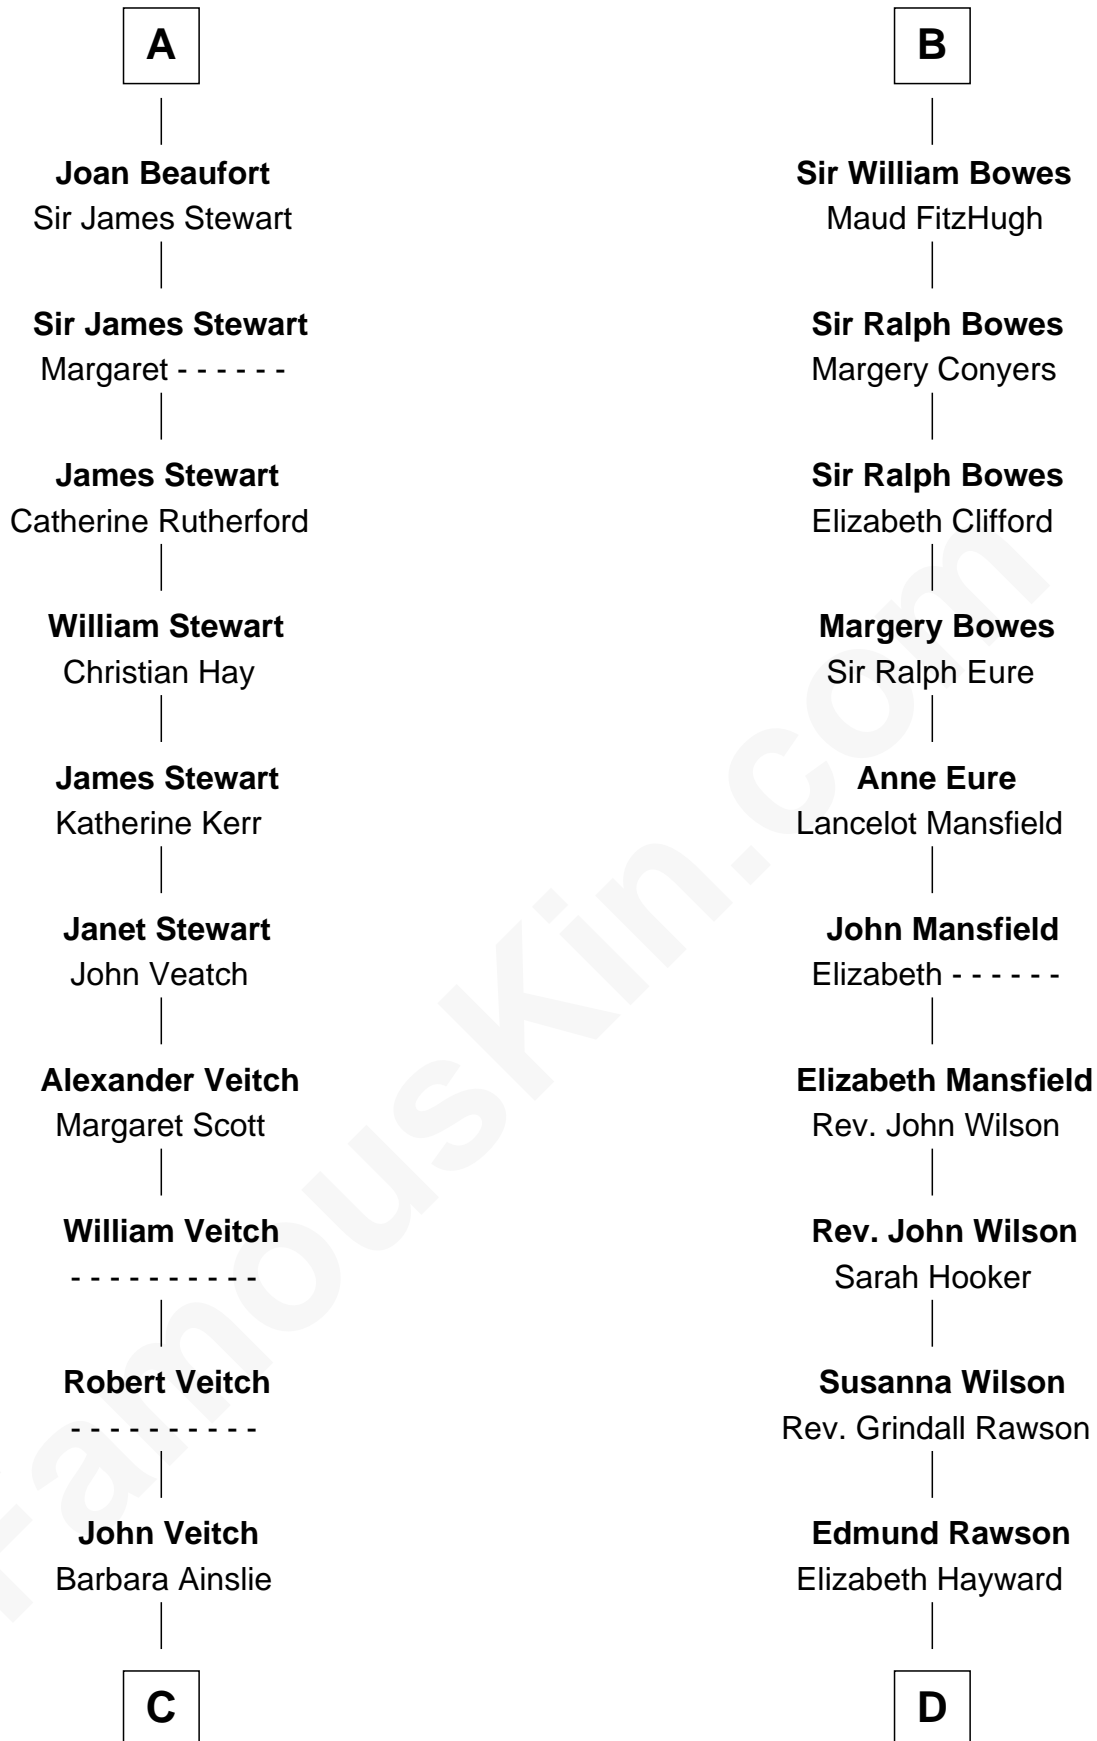 A
Joan Beaufort
Sir James Stewart
Sir James Stewart
Margaret - - - - - -
James Stewart
Catherine Rutherford
William Stewart
Christian Hay
James Stewart
Katherine Kerr
Janet Stewart
John Veatch
Alexander Veitch
Margaret Scott
William Veitch
- - - - - - - - - -
Robert Veitch
- - - - - - - - - -
John Veitch
Barbara Ainslie
C
B
Sir William Bowes
Maud FitzHugh
Sir Ralph Bowes
Margery Conyers
Sir Ralph Bowes
Elizabeth Clifford
Margery Bowes
Sir Ralph Eure
Anne Eure
Lancelot Mansfield
John Mansfield
Elizabeth - - - - - -
Elizabeth Mansfield
Rev. John Wilson
Rev. John Wilson
Sarah Hooker
Susanna Wilson
Rev. Grindall Rawson
Edmund Rawson
Elizabeth Hayward
D
FamousKin.com